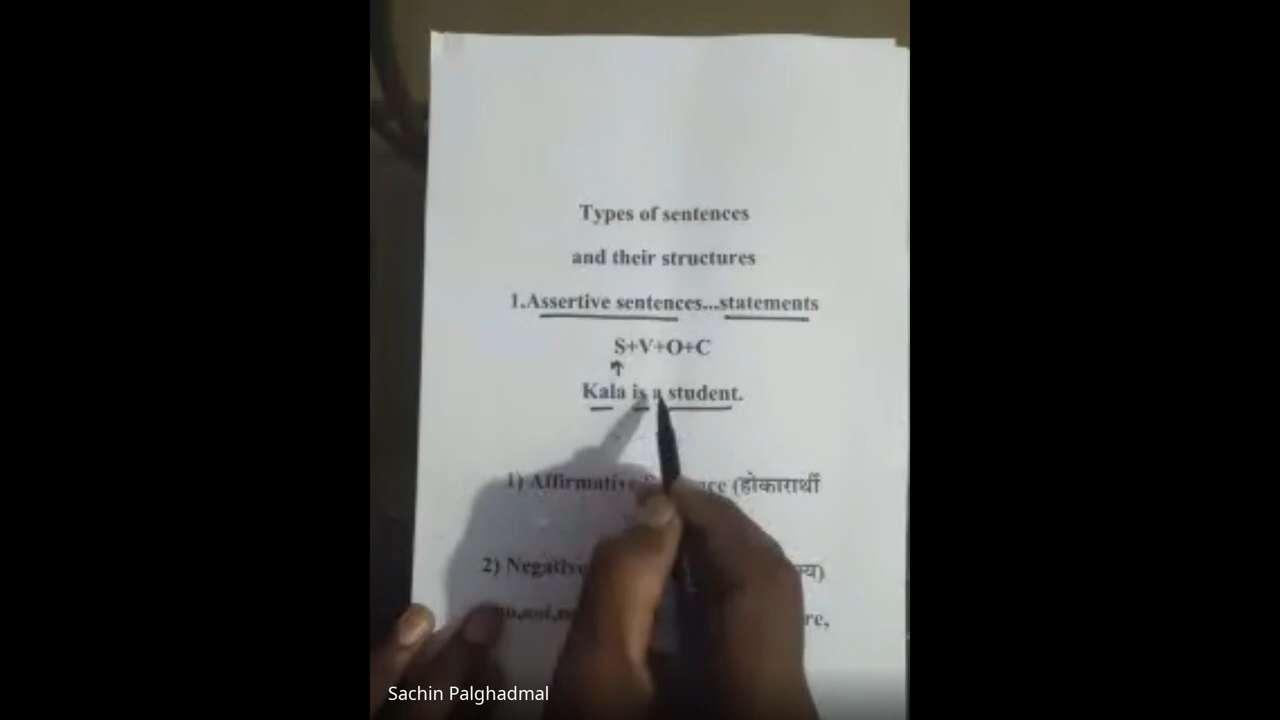 Types of sentences
and their structures
1.Assertive sentences...statements
S+V+O+C
Kala is a student.
1) Affirmative (होकारार्थी
2) Negative
re,
Sachin Palghadmal